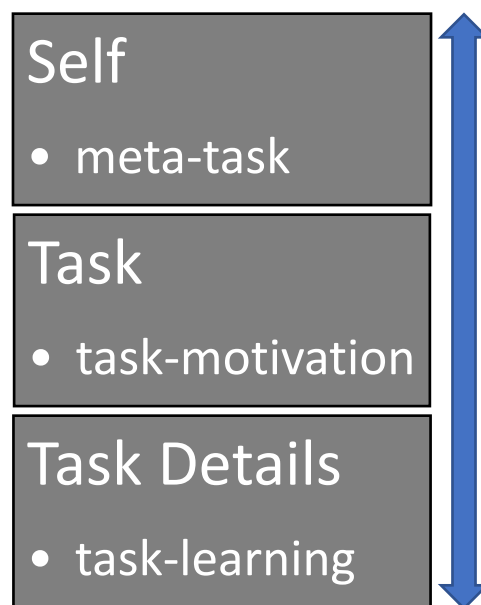 Self
• meta-task
Task
• task-motivation
Task Details
• task-learning